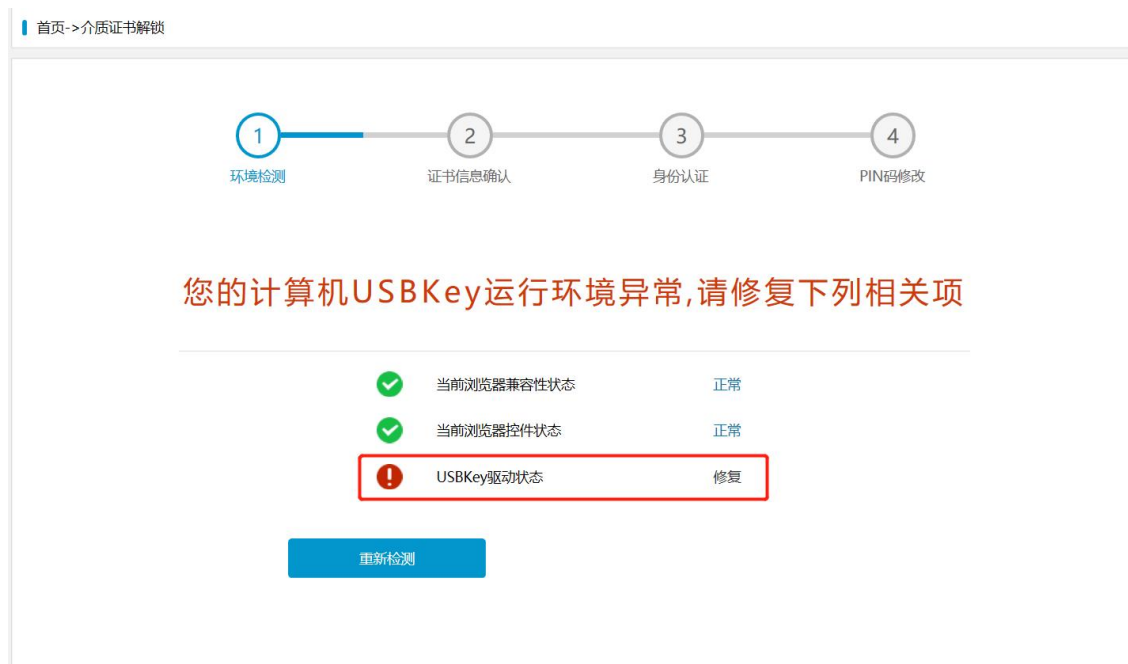 首页->介质证书解锁
1 2 3 4
环境检测 证书信息确认 身份认证 PIN码修改
您的计算机USBKey运行环境异常,请修复下列相关项
当前浏览器兼容性状态 正常
当前浏览器控件状态 正常
USBKey驱动状态 修复
重新检测